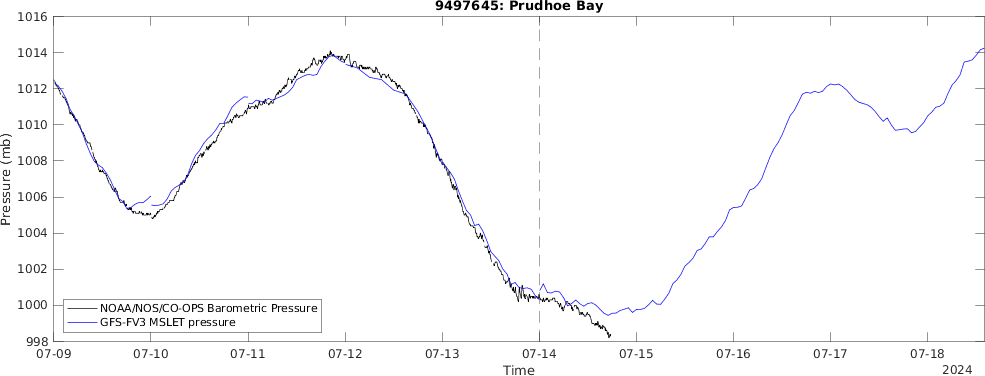 9497645: Prudhoe Bay
Pressure (mb)
1016
1014
1012
1010
1008
1006
1004
1002
1000
998
NOAA/NOS/CO-OPS Barometric Pressure
GFS-FV3 MSLET pressure
07-09 07-10 07-11 07-12 07-13 07-14 07-15 07-16 07-17 07-18
Time
2024